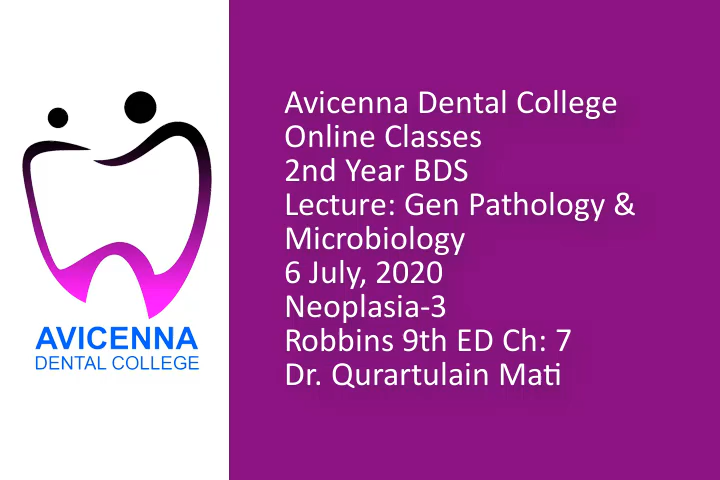 AVICENNA
DENTAL COLLEGE
Avicenna Dental College
Online Classes
2nd Year BDS
Lecture: Gen Pathology &
Microbiology
6 July, 2020
Neoplasia-3
Robbins 9th ED Ch: 7
Dr. Qurartulain Mati